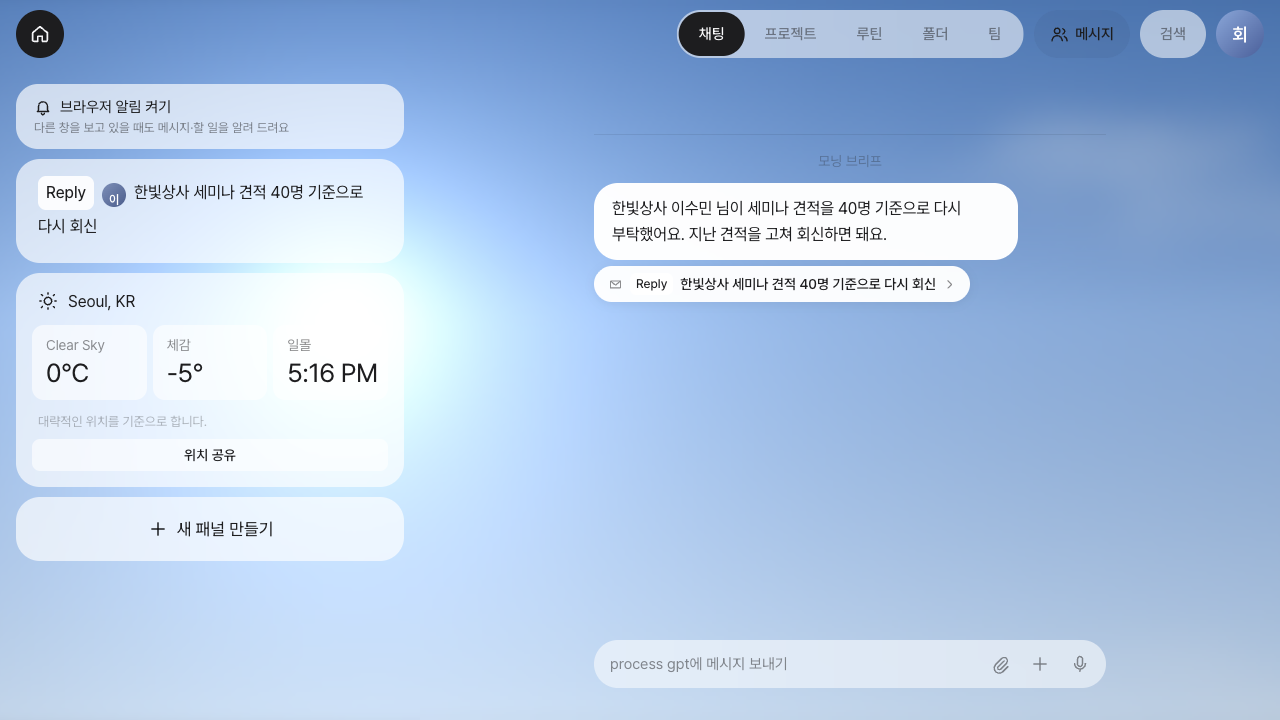 채팅
프로젝트
루틴
폴더
팀
메시지
검색
회
브라우저 알림 켜기
다른 창을 보고 있을 때도 메시지·할 일을 알려 드려요
Reply 이 한빛상사 세미나 견적 40명 기준으로
다시 회신
Seoul, KR
Clear Sky
0°C
체감
-5°
일몰
5:16 PM
대략적인 위치를 기준으로 합니다.
위치 공유
새 패널 만들기
모닝 브리프
한빛상사 이수민 님이 세미나 견적을 40명 기준으로 다시
부탁했어요. 지난 견적을 고쳐 회신하면 돼요.
Reply 한빛상사 세미나 견적 40명 기준으로 다시 회신
process gpt에 메시지 보내기